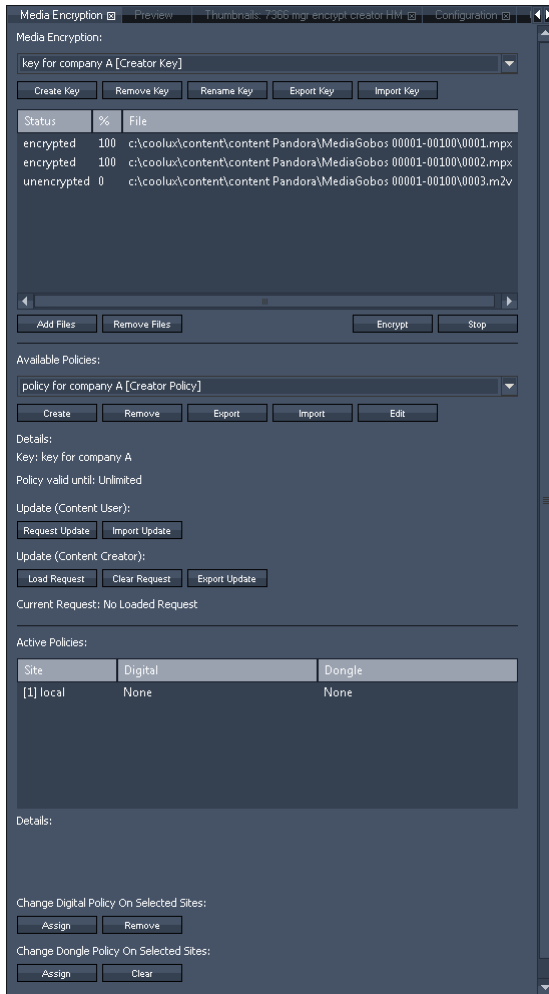 Media Encryption Preview Thumbnails: 7366 mgr encrypt creator HM Configuration
Media Encryption:
key for company A [Creator Key]
Create Key Remove Key Rename Key Export Key Import Key
Status % File
encrypted 100 c:\coolux\content\content Pandora\MediaGobos 00001-00100\0001.mpx
encrypted 100 c:\coolux\content\content Pandora\MediaGobos 00001-00100\0002.mpx
unencrypted 0 c:\coolux\content\content Pandora\MediaGobos 00001-00100\0003.m2v
Add Files Remove Files Encrypt Stop
Available Policies:
policy for company A [Creator Policy]
Create Remove Export Import Edit
Details:
Key: key for company A
Policy valid until: Unlimited
Update (Content User):
Request Update Import Update
Update (Content Creator):
Load Request Clear Request Export Update
Current Request: No Loaded Request
Active Policies:
Site Digital Dongle
[1] local None None
Details:
Change Digital Policy On Selected Sites:
Assign Remove
Change Dongle Policy On Selected Sites:
Assign Clear